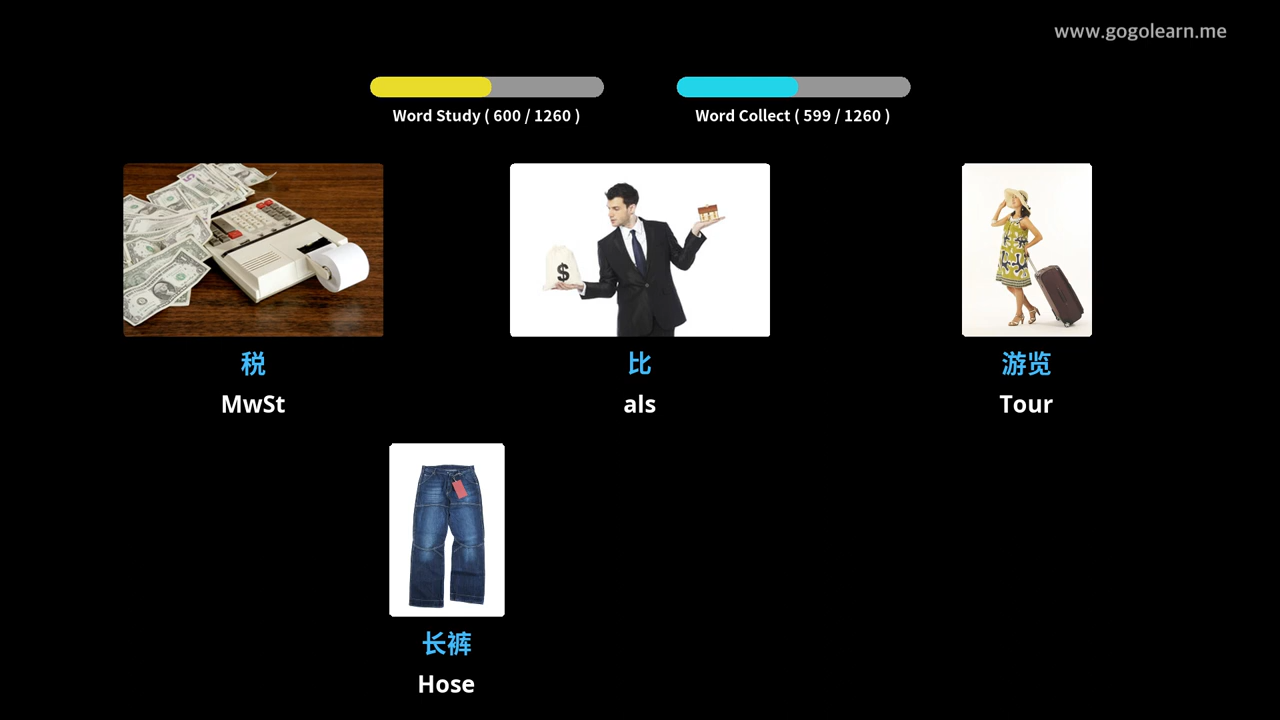 www.gogolearn.me
Word Study ( 600 / 1260 )
Word Collect ( 599 / 1260 )
税
MwSt
比
als
游览
Tour
长裤
Hose
$